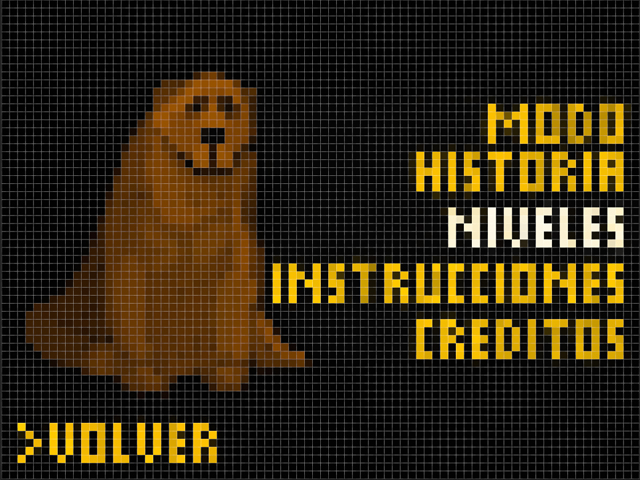 MODO
HISTORIA
NIVELES
INSTRUCCIONES
CREDITOS
>VOLVER